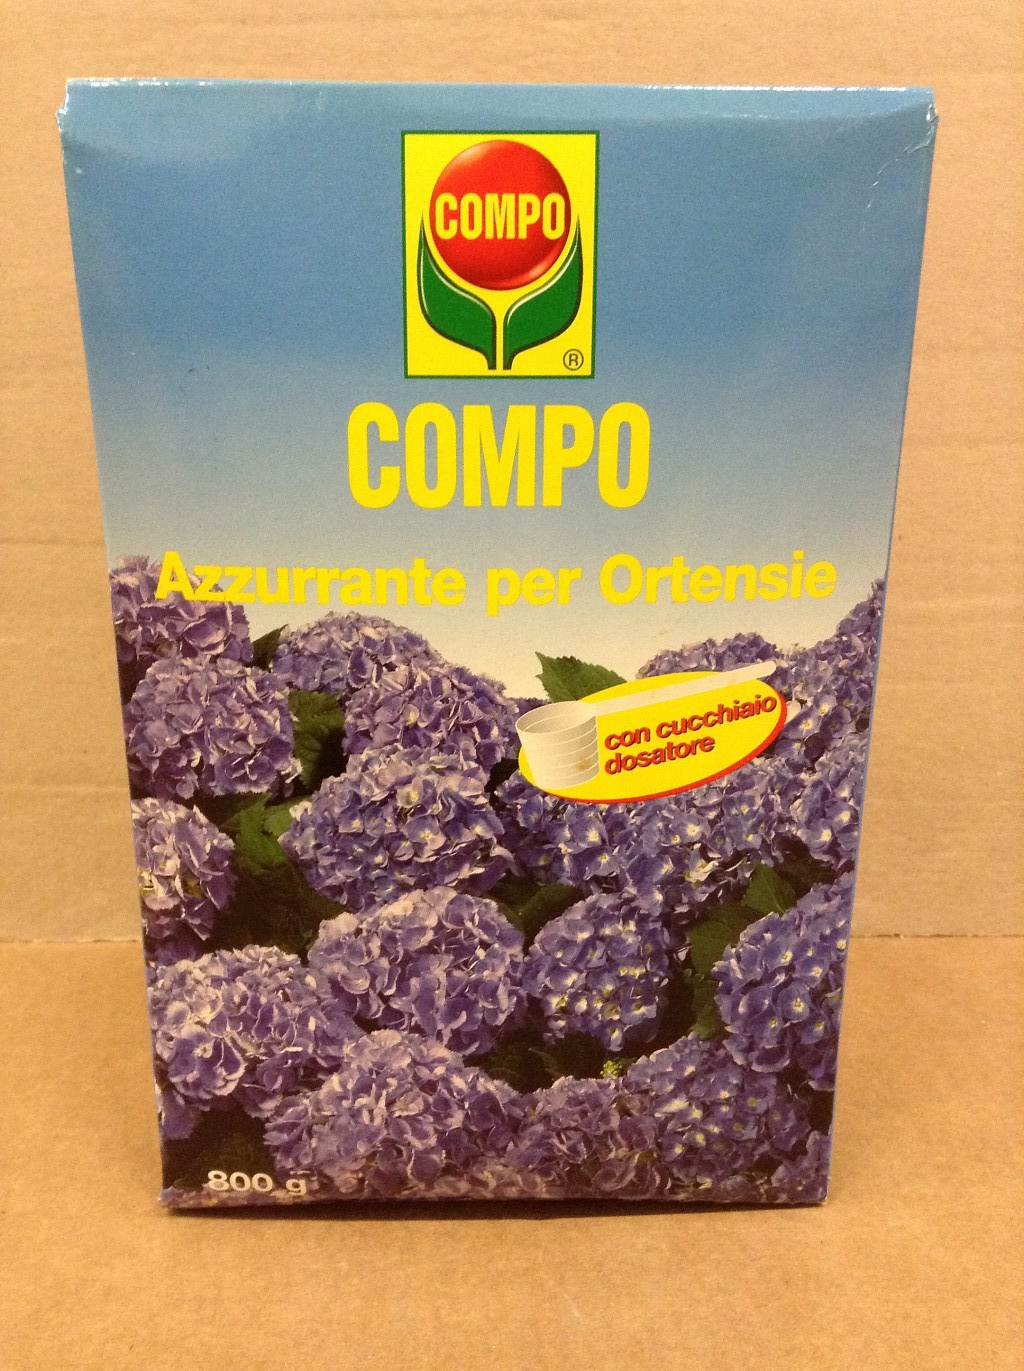 COMPO
®
COMPO
Azzurrante per Ortensie
con cucchiaio
dosatore
800 g